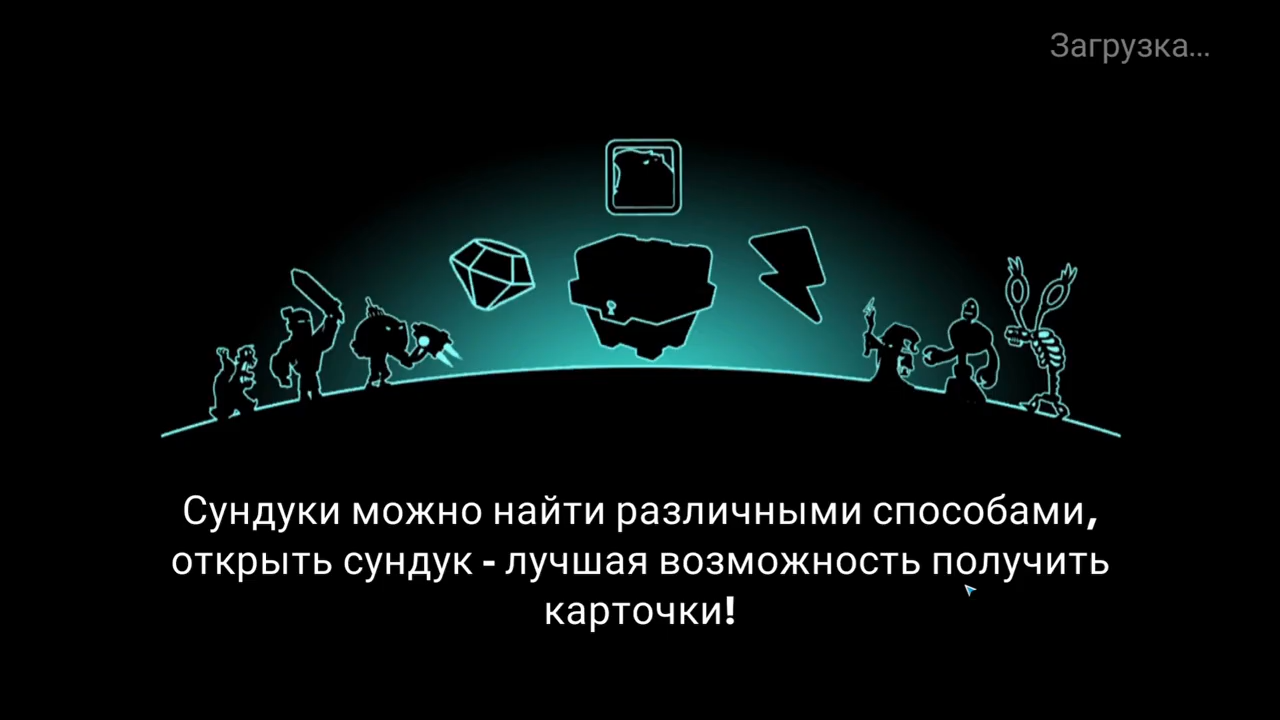 Загрузка...
Сундуки можно найти различными способами,
открыть сундук - лучшая возможность получить
карточки!